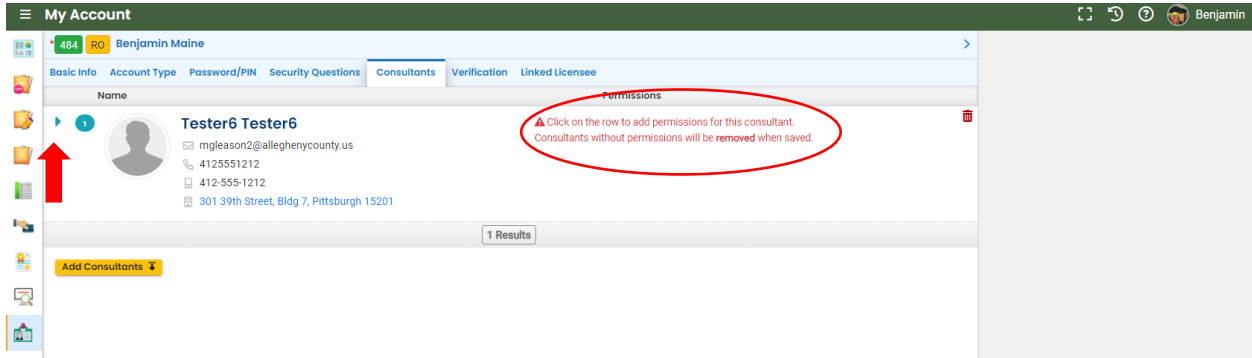 My Account
Benjamin
* 484 RO Benjamin Maine
Basic Info Account Type Password/PIN Security Questions Consultants Verification Linked Licensee
Name Permissions
1 Tester6 Tester6
Click on the row to add permissions for this consultant.
Consultants without permissions will be removed when saved.
mgleason2@alleghenycounty.us
4125551212
412-555-1212
301 39th Street, Bldg 7, Pittsburgh 15201
1 Results
Add Consultants